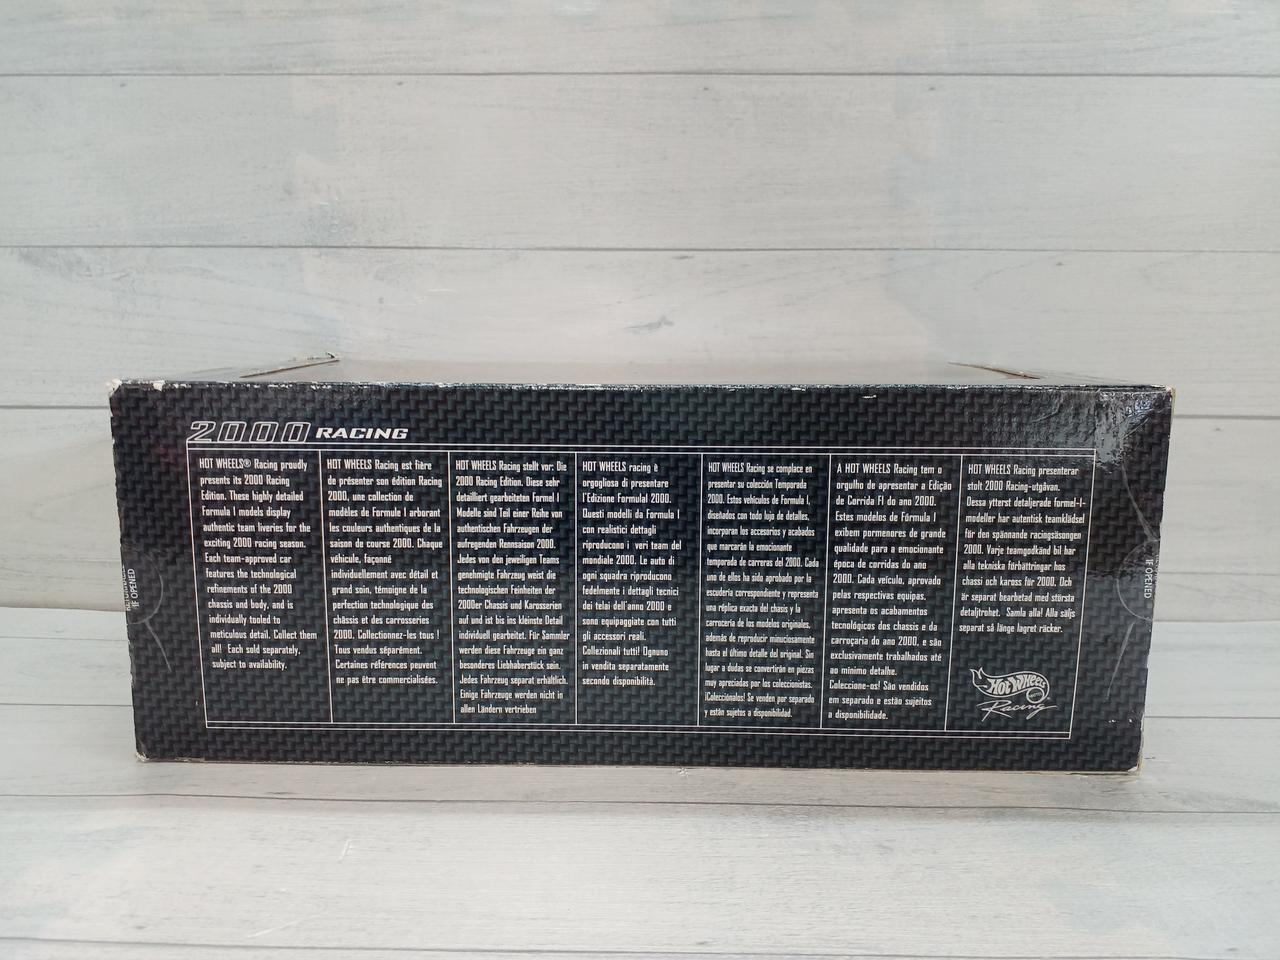 2000 RACING
HOT WHEELS® Racing proudly
presents its 2000 Racing
Edition. These highly detailed
Formula I models display
authentic team liveries for the
exciting 2000 racing season.
Each team-approved car
features the technological
refinements of the 2000
chassis and body, and is
individually tooled to
meticulous detail. Collect them
all! Each sold separately,
subject to availability.
HOT WHEELS Racing est fière
de présenter son édition Racing
2000, une collection de
modèles de Formule I arborant
les couleurs authentiques de la
saison de course 2000. Chaque
véhicule, façonné
individuellement avec détail et
grand soin, témoigne de la
perfection technologique des
châssis et des carrosseries
2000. Collectionnez-les tous !
Tous vendus séparément.
Certaines références peuvent
ne pas être commercialisées.
HOT WHEELS Racing stellt vor: Die
2000 Racing Edition. Diese sehr
detailliert gearbeiteten Formel I
Modelle sind Teil einer Reihe von
authentischen Fahrzeugen der
aufregenden Rennsaison 2000.
Jedes von den jeweiligen Teams
genehmigte Fahrzeug weist die
technologischen Feinheiten der
2000er Chassis und Karosserien
auf und ist bis ins kleinste Detail
individuell gearbeitet. Für Sammler
werden diese Fahrzeuge ein ganz
besonderes Liebhaberstück sein.
Jedes Fahrzeug separat erhältlich.
Einige Fahrzeuge werden nicht in
allen Ländern vertrieben
HOT WHEELS racing è
orgogliosa di presentare
l'Edizione Formula1 2000.
Questi modelli da Formula I
con realistici dettagli
riproducono i veri team del
mondiale 2000. Le auto di
ogni squadra riproducono
fedelmente i dettagli tecnici
dei telai dell'anno 2000 e
sono equipaggiate con tutti
gli accessori reali.
Collezionali tutti! Ognuno
in vendita separatamente
secondo disponibilità.
HOT WHEELS Racing se complace en
presentar su colección Temporada
2000. Estos vehículos de Formula I,
diseñados con todo lujo de detalles,
incorporan los accesorios y acabados
que marcarán la emocionante
temporada de carreras del 2000. Cada
uno de ellos ha sido aprobado por la
escudería correspondiente y representa
una réplica exacta del chasis y la
carrocería de los modelos originales,
además de reproducir minuciosamente
hasta el último detalle del original. Sin
lugar a dudas se convertirán en piezas
muy apreciadas por los coleccionistas.
¡Colecciónalos! Se venden por separado
y están sujetos a disponibilidad.
A HOT WHEELS Racing tem o
orgulho de apresentar a Edição
de Corrida F1 do ano 2000.
Estes modelos de Fórmula I
exibem pormenores de grande
qualidade para a emocionante
época de corridas do ano
2000. Cada veículo, aprovado
pelas respectivas equipas,
apresenta os acabamentos
tecnológicos dos chassis e da
carroçaria do ano 2000, e são
exclusivamente trabalhados até
ao mínimo detalhe.
Coleccione-os! São vendidos
em separado e estão sujeitos
a disponibilidade.
HOT WHEELS Racing presenterar
stolt 2000 Racing-utgåvan.
Dessa ytterst detaljerade formel-I-
modeller har autentisk teamklädsel
för den spännande racingsäsongen
2000. Varje teamgodkänd bil har
alla tekniska förbättringar hos
chassi och kaross för 2000. Och
är separat bearbetad med största
detaljtrohet. Samla alla! Alla säljs
separat så länge lagret räcker.
Hot Wheels
Racing
IF OPENED
IF OPENED